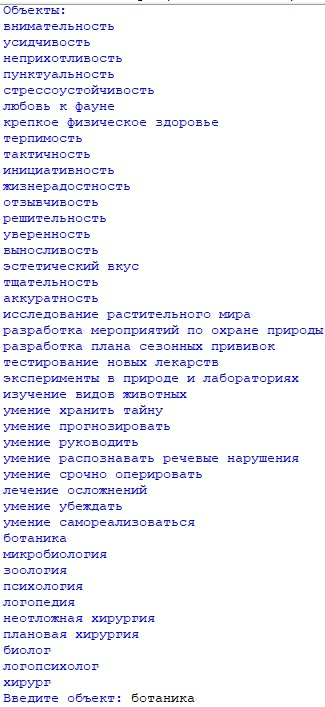 Объекты:
внимательность
усидчивость
неприхотливость
пунктуальность
стрессоустойчивость
любовь к фауне
крепкое физическое здоровье
терпимость
тактичность
инициативность
жизнерадостность
отзывчивость
решительность
уверенность
выносливость
эстетический вкус
тщательность
аккуратность
исследование растительного мира
разработка мероприятий по охране природы
разработка плана сезонных прививок
тестирование новых лекарств
эксперименты в природе и лабораториях
изучение видов животных
умение хранить тайну
умение прогнозировать
умение руководить
умение распознавать речевые нарушения
умение срочно оперировать
лечение осложнений
умение убеждать
умение самореализоваться
ботаника
микробиология
зоология
психология
логопедия
неотложная хирургия
плановая хирургия
биолог
логопсихолог
хирург
Введите объект: ботаника